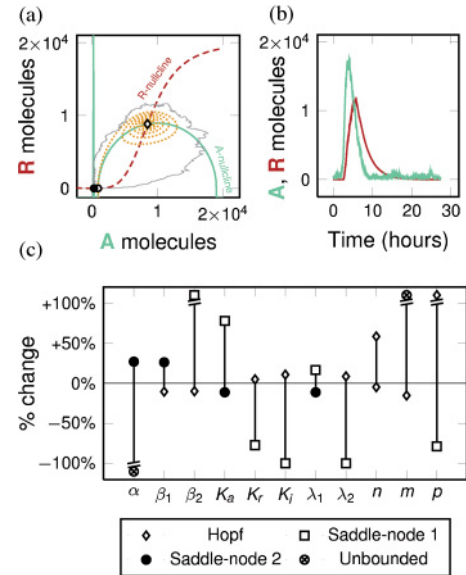 (a)
2×10⁴
1
0
R molecules
R-nullcline
A-nullcline
0
1
2×10⁴
A molecules
(b)
2×10⁴
1
0
A, R molecules
0
10
30
Time (hours)
(c)
% change
+100%
+50%
0%
−50%
−100%
α β₁ β₂ Kₐ Kᵣ Kᵢ λ₁ λ₂ n m p
Hopf
Saddle-node 1
Saddle-node 2
Unbounded